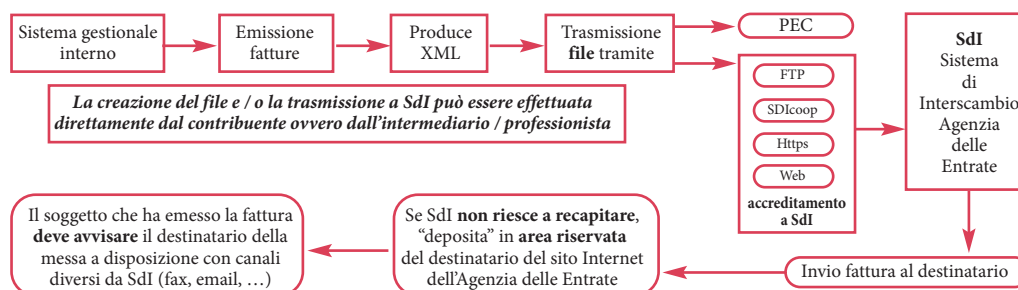 Sistema gestionale
interno
Emissione
fatture
Produce
XML
Trasmissione
file tramite
PEC
FTP
SDIcoop
Https
Web
accreditamento
a SdI
SdI
Sistema
di
Interscambio
Agenzia
delle
Entrate
La creazione del file e / o la trasmissione a SdI può essere effettuata
direttamente dal contribuente ovvero dall'intermediario / professionista
Invio fattura al destinatario
Se SdI non riesce a recapitare,
“deposita” in area riservata
del destinatario del sito Internet
dell'Agenzia delle Entrate
Il soggetto che ha emesso la fattura
deve avvisare il destinatario della
messa a disposizione con canali
diversi da SdI (fax, email, …)